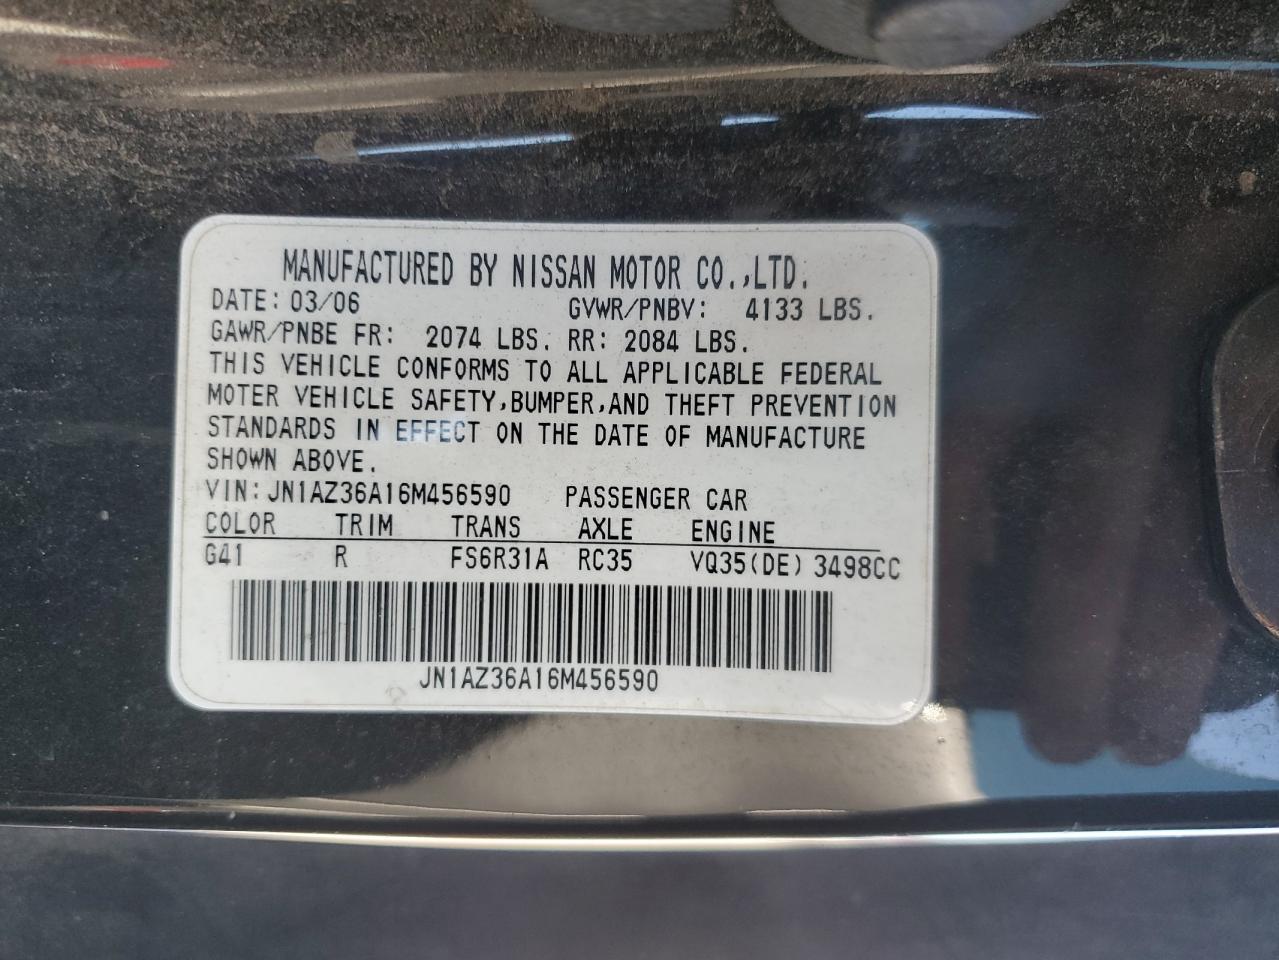 MANUFACTURED BY NISSAN MOTOR CO.,LTD.
DATE: 03/06 GVWR/PNBV: 4133 LBS.
GAWR/PNBE FR: 2074 LBS. RR: 2084 LBS.
THIS VEHICLE CONFORMS TO ALL APPLICABLE FEDERAL
MOTER VEHICLE SAFETY,BUMPER,AND THEFT PREVENTION
STANDARDS IN EFFECT ON THE DATE OF MANUFACTURE
SHOWN ABOVE.
VIN: JN1AZ36A16M456590 PASSENGER CAR
COLOR TRIM TRANS AXLE ENGINE
G41 R FS6R31A RC35 VQ35(DE) 3498CC
JN1AZ36A16M456590